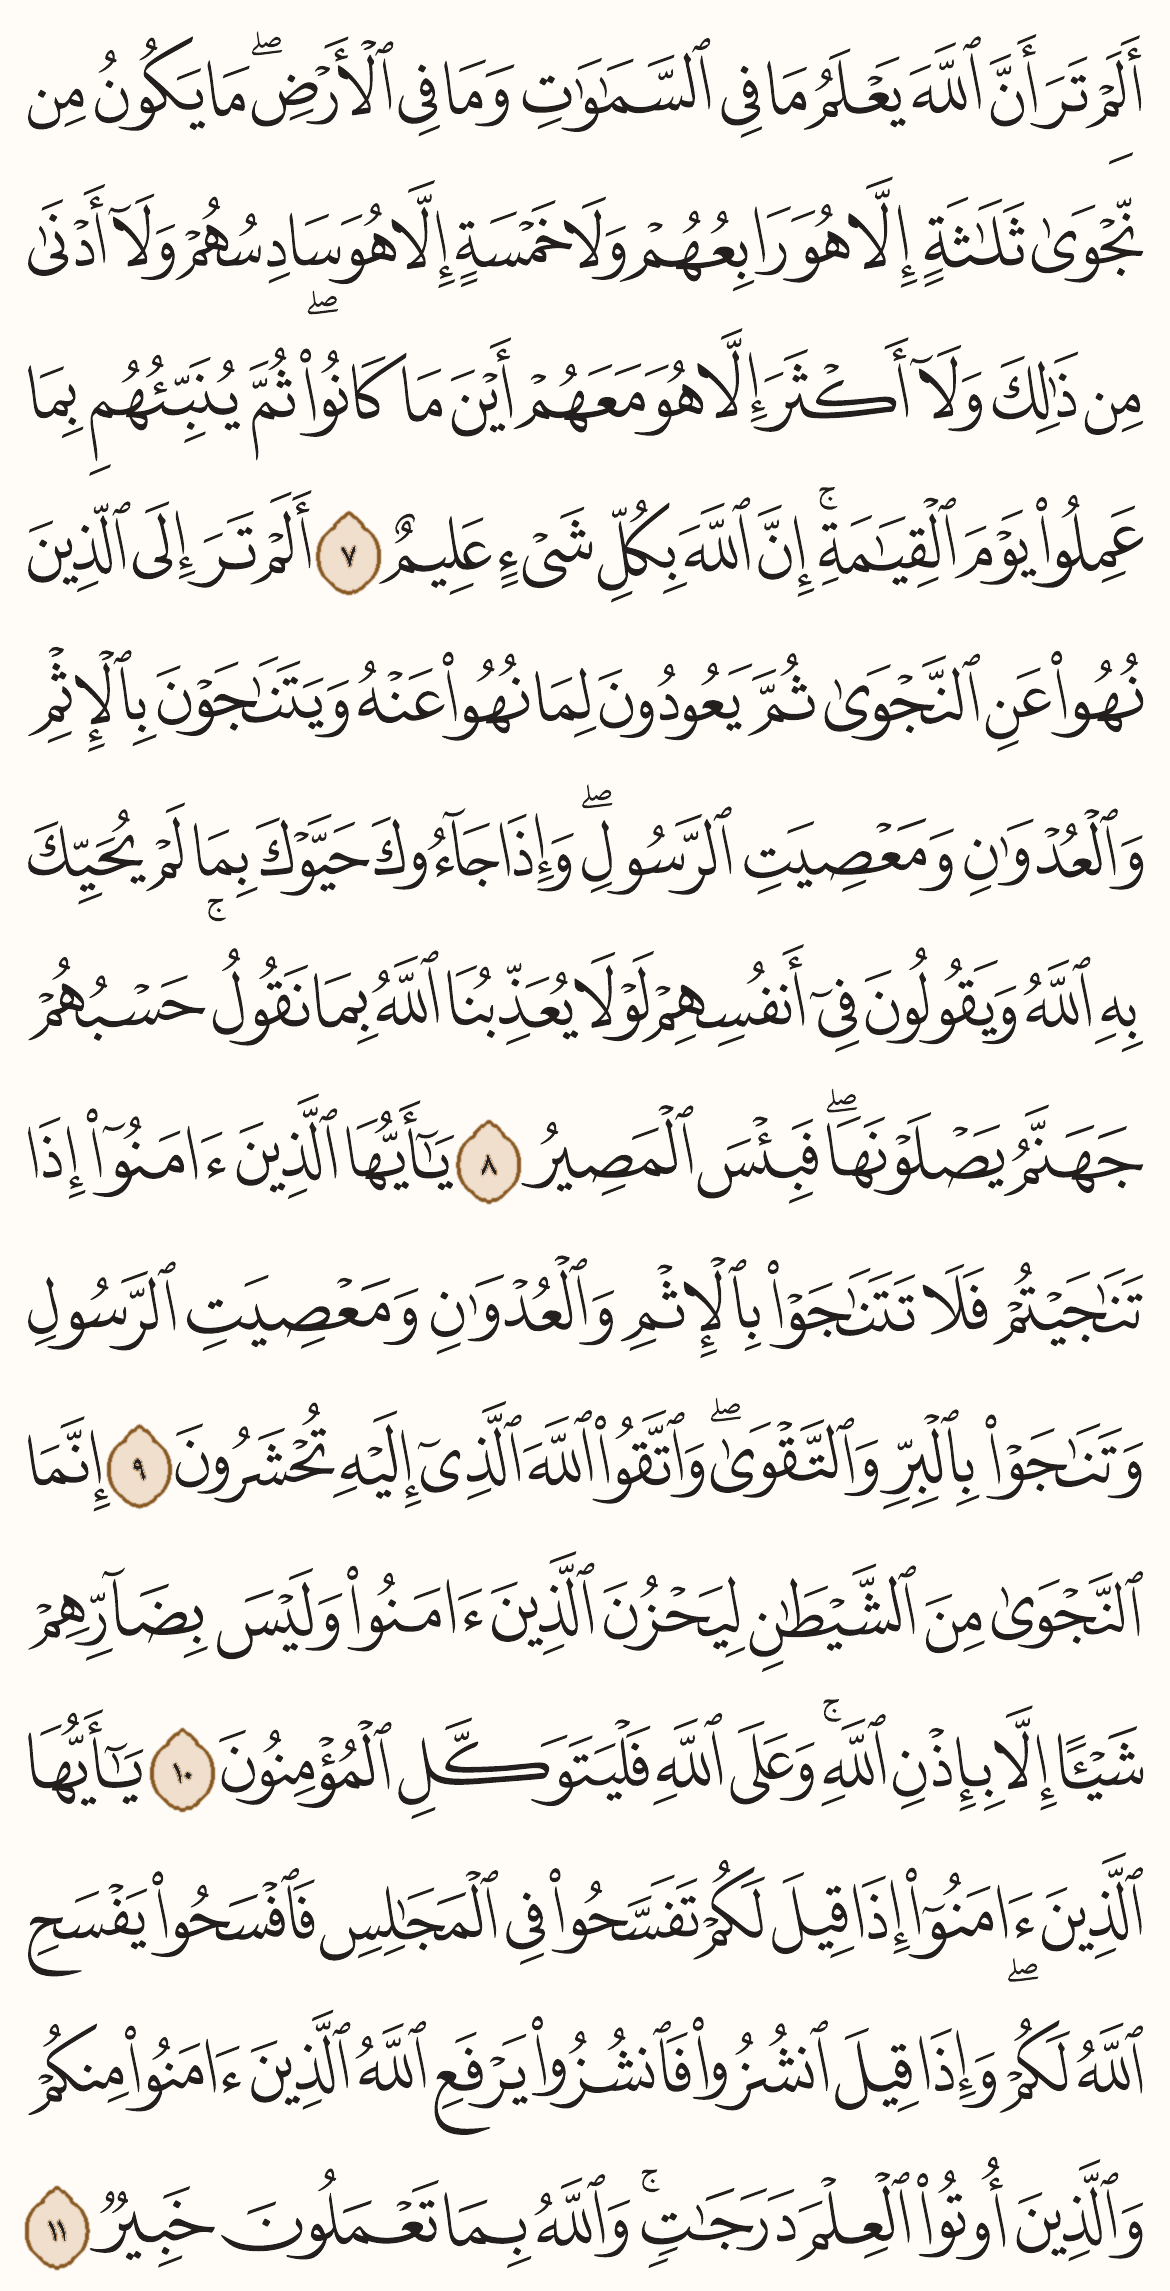 أَلَمْ تَرَ أَنَّ ٱللَّهَ يَعْلَمُ مَا فِى ٱلسَّمَٰوَٰتِ وَمَا فِى ٱلْأَرْضِ ۖ مَا يَكُونُ مِن
نَّجْوَىٰ ثَلَٰثَةٍ إِلَّا هُوَ رَابِعُهُمْ وَلَا خَمْسَةٍ إِلَّا هُوَ سَادِسُهُمْ وَلَآ أَدْنَىٰ
مِن ذَٰلِكَ وَلَآ أَكْثَرَ إِلَّا هُوَ مَعَهُمْ أَيْنَ مَا كَانُوا۟ ۖ ثُمَّ يُنَبِّئُهُم بِمَا
عَمِلُوا۟ يَوْمَ ٱلْقِيَٰمَةِ ۚ إِنَّ ٱللَّهَ بِكُلِّ شَىْءٍ عَلِيمٌ ٧ أَلَمْ تَرَ إِلَى ٱلَّذِينَ
نُهُوا۟ عَنِ ٱلنَّجْوَىٰ ثُمَّ يَعُودُونَ لِمَا نُهُوا۟ عَنْهُ وَيَتَنَٰجَوْنَ بِٱلْإِثْمِ
وَٱلْعُدْوَٰنِ وَمَعْصِيَتِ ٱلرَّسُولِ ۖ وَإِذَا جَآءُوكَ حَيَّوْكَ بِمَا لَمْ يُحَيِّكَ
بِهِ ٱللَّهُ وَيَقُولُونَ فِىٓ أَنفُسِهِمْ لَوْلَا يُعَذِّبُنَا ٱللَّهُ بِمَا نَقُولُ ۚ حَسْبُهُمْ
جَهَنَّمُ يَصْلَوْنَهَا ۖ فَبِئْسَ ٱلْمَصِيرُ ٨ يَٰٓأَيُّهَا ٱلَّذِينَ ءَامَنُوٓا۟ إِذَا
تَنَٰجَيْتُمْ فَلَا تَتَنَٰجَوْا۟ بِٱلْإِثْمِ وَٱلْعُدْوَٰنِ وَمَعْصِيَتِ ٱلرَّسُولِ
وَتَنَٰجَوْا۟ بِٱلْبِرِّ وَٱلتَّقْوَىٰ ۖ وَٱتَّقُوا۟ ٱللَّهَ ٱلَّذِىٓ إِلَيْهِ تُحْشَرُونَ ٩ إِنَّمَا
ٱلنَّجْوَىٰ مِنَ ٱلشَّيْطَٰنِ لِيَحْزُنَ ٱلَّذِينَ ءَامَنُوا۟ وَلَيْسَ بِضَآرِّهِمْ
شَيْـًٔا إِلَّا بِإِذْنِ ٱللَّهِ ۚ وَعَلَى ٱللَّهِ فَلْيَتَوَكَّلِ ٱلْمُؤْمِنُونَ ١٠ يَٰٓأَيُّهَا
ٱلَّذِينَ ءَامَنُوٓا۟ إِذَا قِيلَ لَكُمْ تَفَسَّحُوا۟ فِى ٱلْمَجَٰلِسِ فَٱفْسَحُوا۟ يَفْسَحِ
ٱللَّهُ لَكُمْ ۖ وَإِذَا قِيلَ ٱنشُزُوا۟ فَٱنشُزُوا۟ يَرْفَعِ ٱللَّهُ ٱلَّذِينَ ءَامَنُوا۟ مِنكُمْ
وَٱلَّذِينَ أُوتُوا۟ ٱلْعِلْمَ دَرَجَٰتٍ ۚ وَٱللَّهُ بِمَا تَعْمَلُونَ خَبِيرٌ ١١